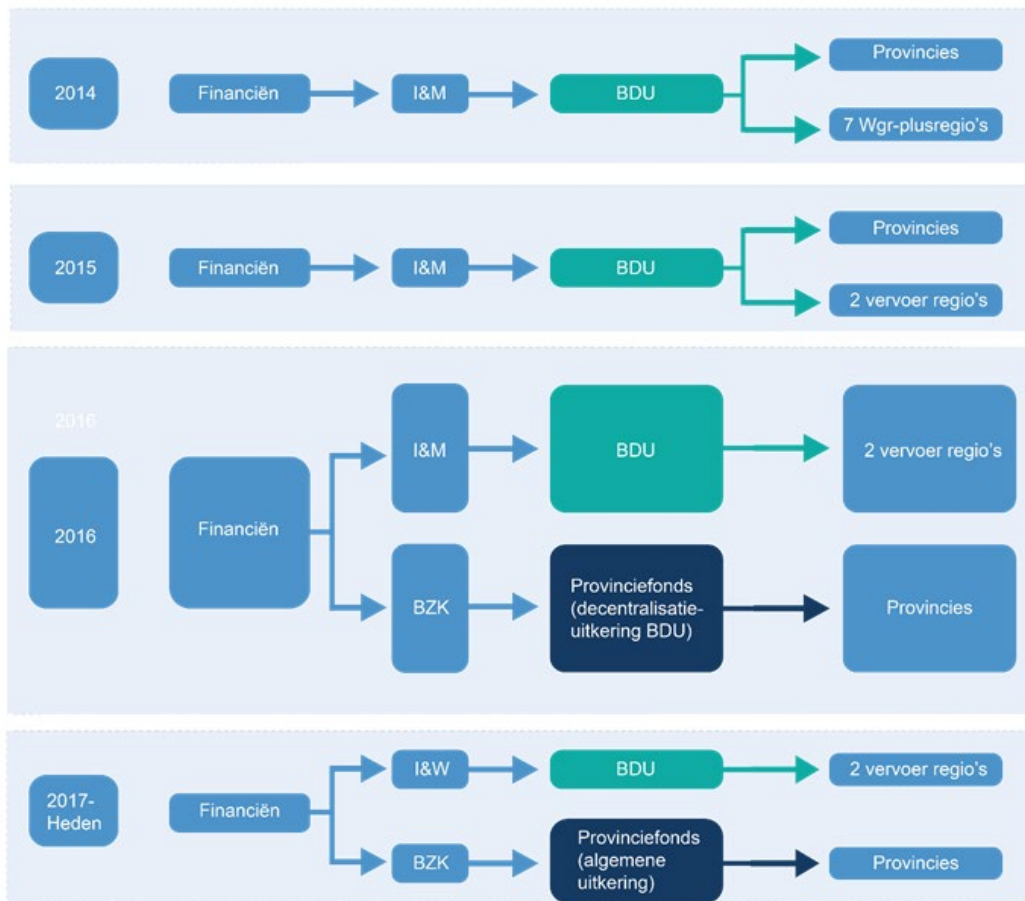 2014
Financiën
I&M
BDU
Provincies
7 Wgr-plusregio's
2015
Financiën
I&M
BDU
Provincies
2 vervoer regio's
2016
2016
Financiën
I&M
BDU
2 vervoer regio's
BZK
Provinciefonds
(decentralisatie-
uitkering BDU)
Provincies
2017-
Heden
Financiën
I&W
BDU
2 vervoer regio's
BZK
Provinciefonds
(algemene
uitkering)
Provincies